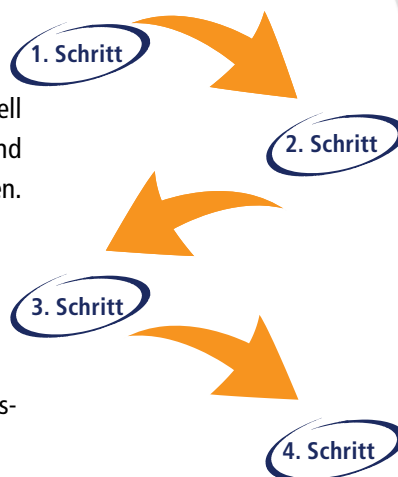 1. Schritt
ell
nd
2. Schritt
en.
3. Schritt
s-
4. Schritt